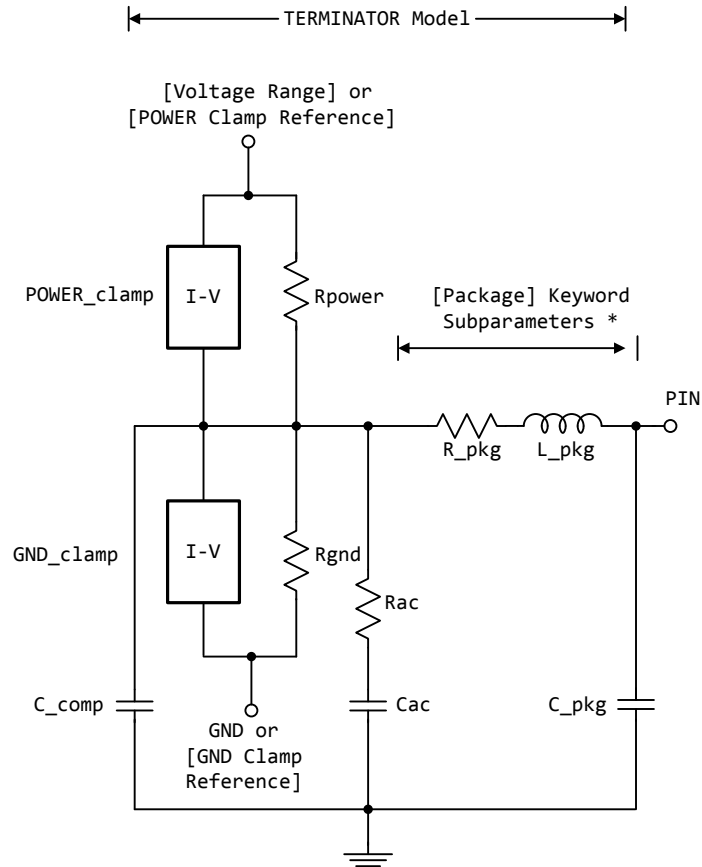 TERMINATOR Model
[Voltage Range] or
[POWER Clamp Reference]
POWER_clamp
I-V
Rpower
[Package] Keyword
Subparameters *
PIN
R_pkg
L_pkg
GND_clamp
I-V
Rgnd
Rac
C_comp
Cac
C_pkg
GND or
[GND Clamp
Reference]